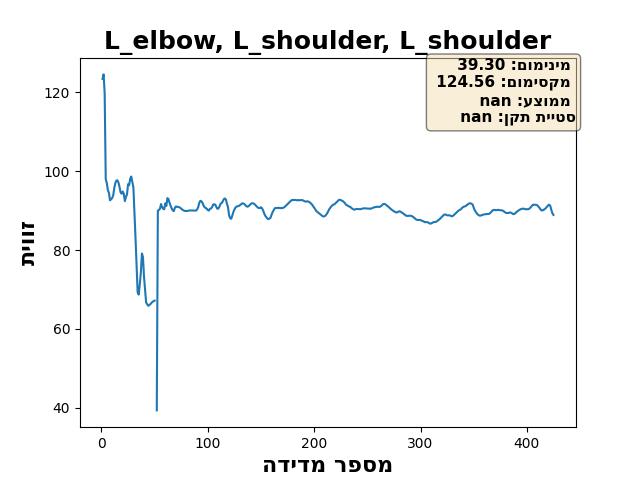 L_elbow, L_shoulder, L_shoulder
מינימום: 39.30
מקסימום: 124.56
ממוצע: nan
סטיית תקן: nan
זווית
120
100
80
60
40
0 100 200 300 400
מספר מדידה